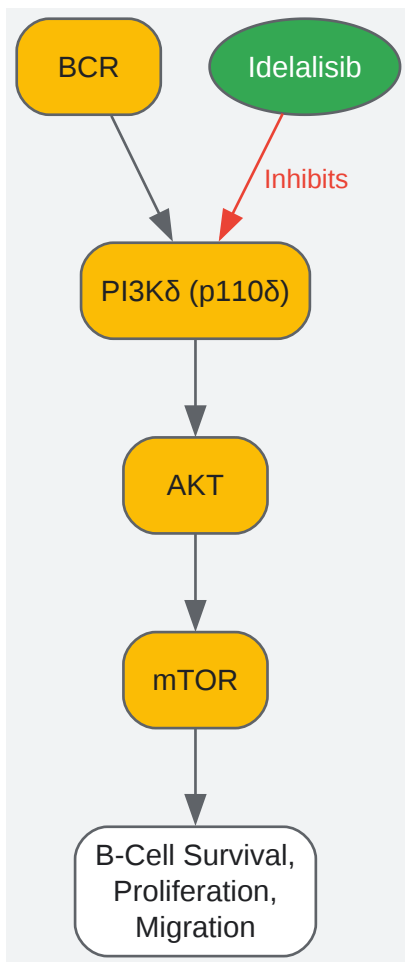 BCR
Idelalisib
Inhibits
PI3Kδ (p110δ)
AKT
mTOR
B-Cell Survival,
Proliferation,
Migration